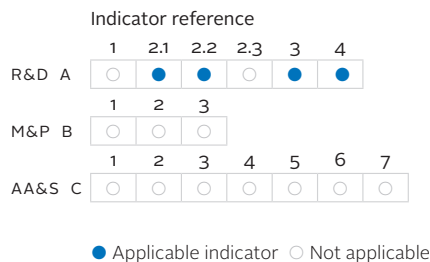 Indicator reference
1 2.1 2.2 2.3 3 4
R&D A
1 2 3
M&P B
1 2 3 4 5 6 7
AA&S C
Applicable indicator Not applicable